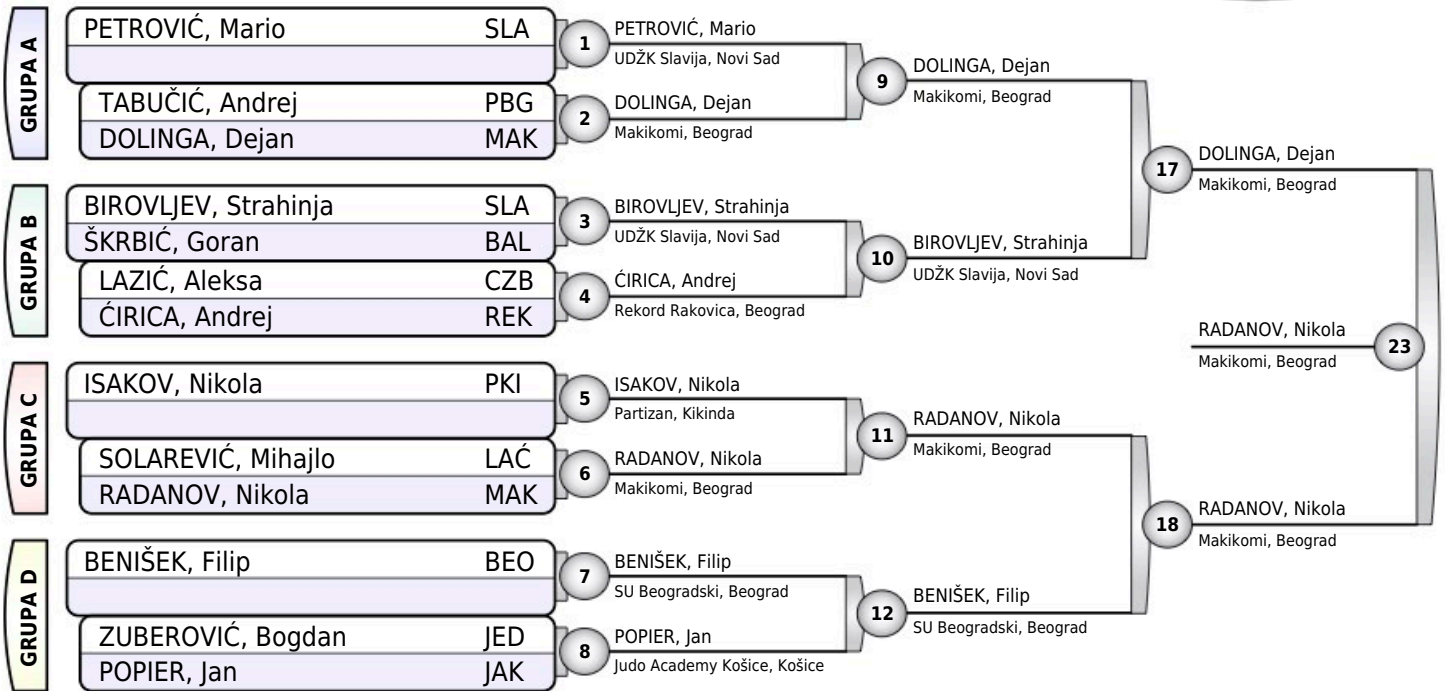 GRUPA A
PETROVIĆ, Mario SLA
TABUČIĆ, Andrej PBG
DOLINGA, Dejan MAK
GRUPA B
BIROVLJEV, Strahinja SLA
ŠKRBIĆ, Goran BAL
LAZIĆ, Aleksa CZB
ĆIRICA, Andrej REK
GRUPA C
ISAKOV, Nikola PKI
SOLAREVIĆ, Mihajlo LAĆ
RADANOV, Nikola MAK
GRUPA D
BENIŠEK, Filip BEO
ZUBEROVIĆ, Bogdan JED
POPIER, Jan JAK
1
PETROVIĆ, Mario
UDŽK Slavija, Novi Sad
2
DOLINGA, Dejan
Makikomi, Beograd
3
BIROVLJEV, Strahinja
UDŽK Slavija, Novi Sad
4
ĆIRICA, Andrej
Rekord Rakovica, Beograd
5
ISAKOV, Nikola
Partizan, Kikinda
6
RADANOV, Nikola
Makikomi, Beograd
7
BENIŠEK, Filip
SU Beogradski, Beograd
8
POPIER, Jan
Judo Academy Košice, Košice
9
DOLINGA, Dejan
Makikomi, Beograd
10
BIROVLJEV, Strahinja
UDŽK Slavija, Novi Sad
11
RADANOV, Nikola
Makikomi, Beograd
12
BENIŠEK, Filip
SU Beogradski, Beograd
17
DOLINGA, Dejan
Makikomi, Beograd
18
RADANOV, Nikola
Makikomi, Beograd
RADANOV, Nikola
Makikomi, Beograd
23